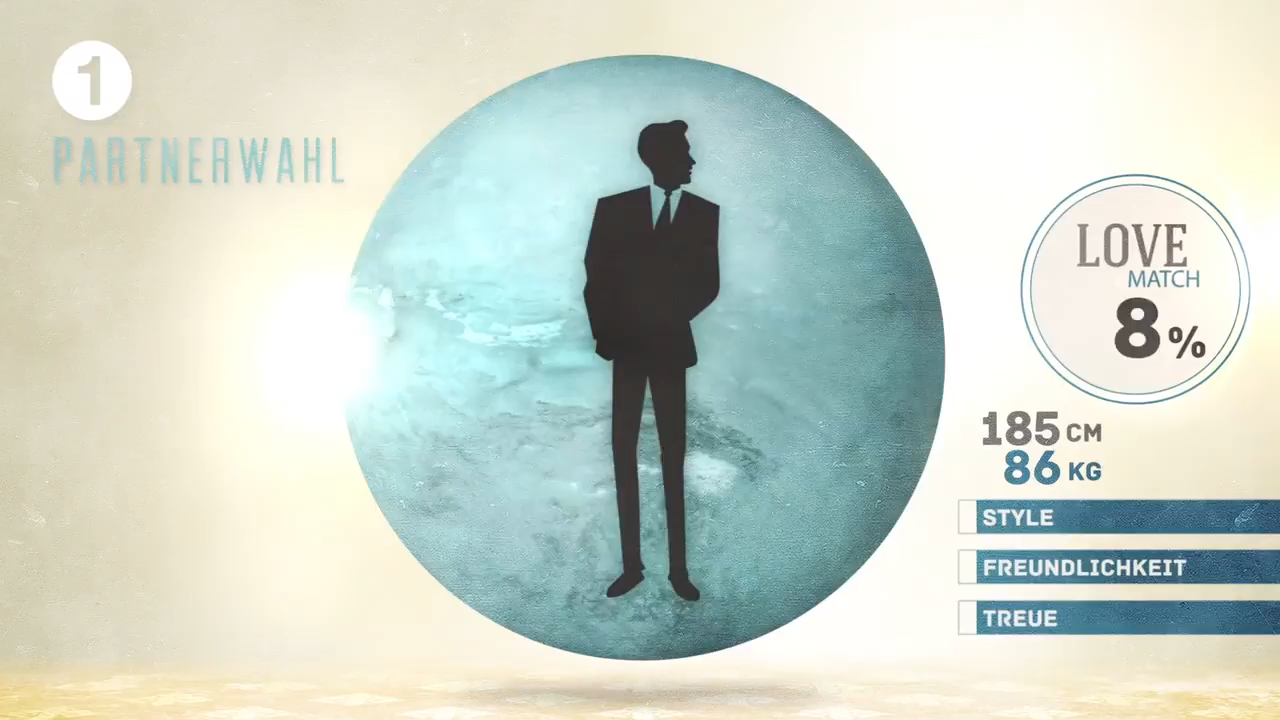 1
PARTNERWAHL
LOVE
MATCH
8%
185 CM
86 KG
STYLE
FREUNDLICHKEIT
TREUE